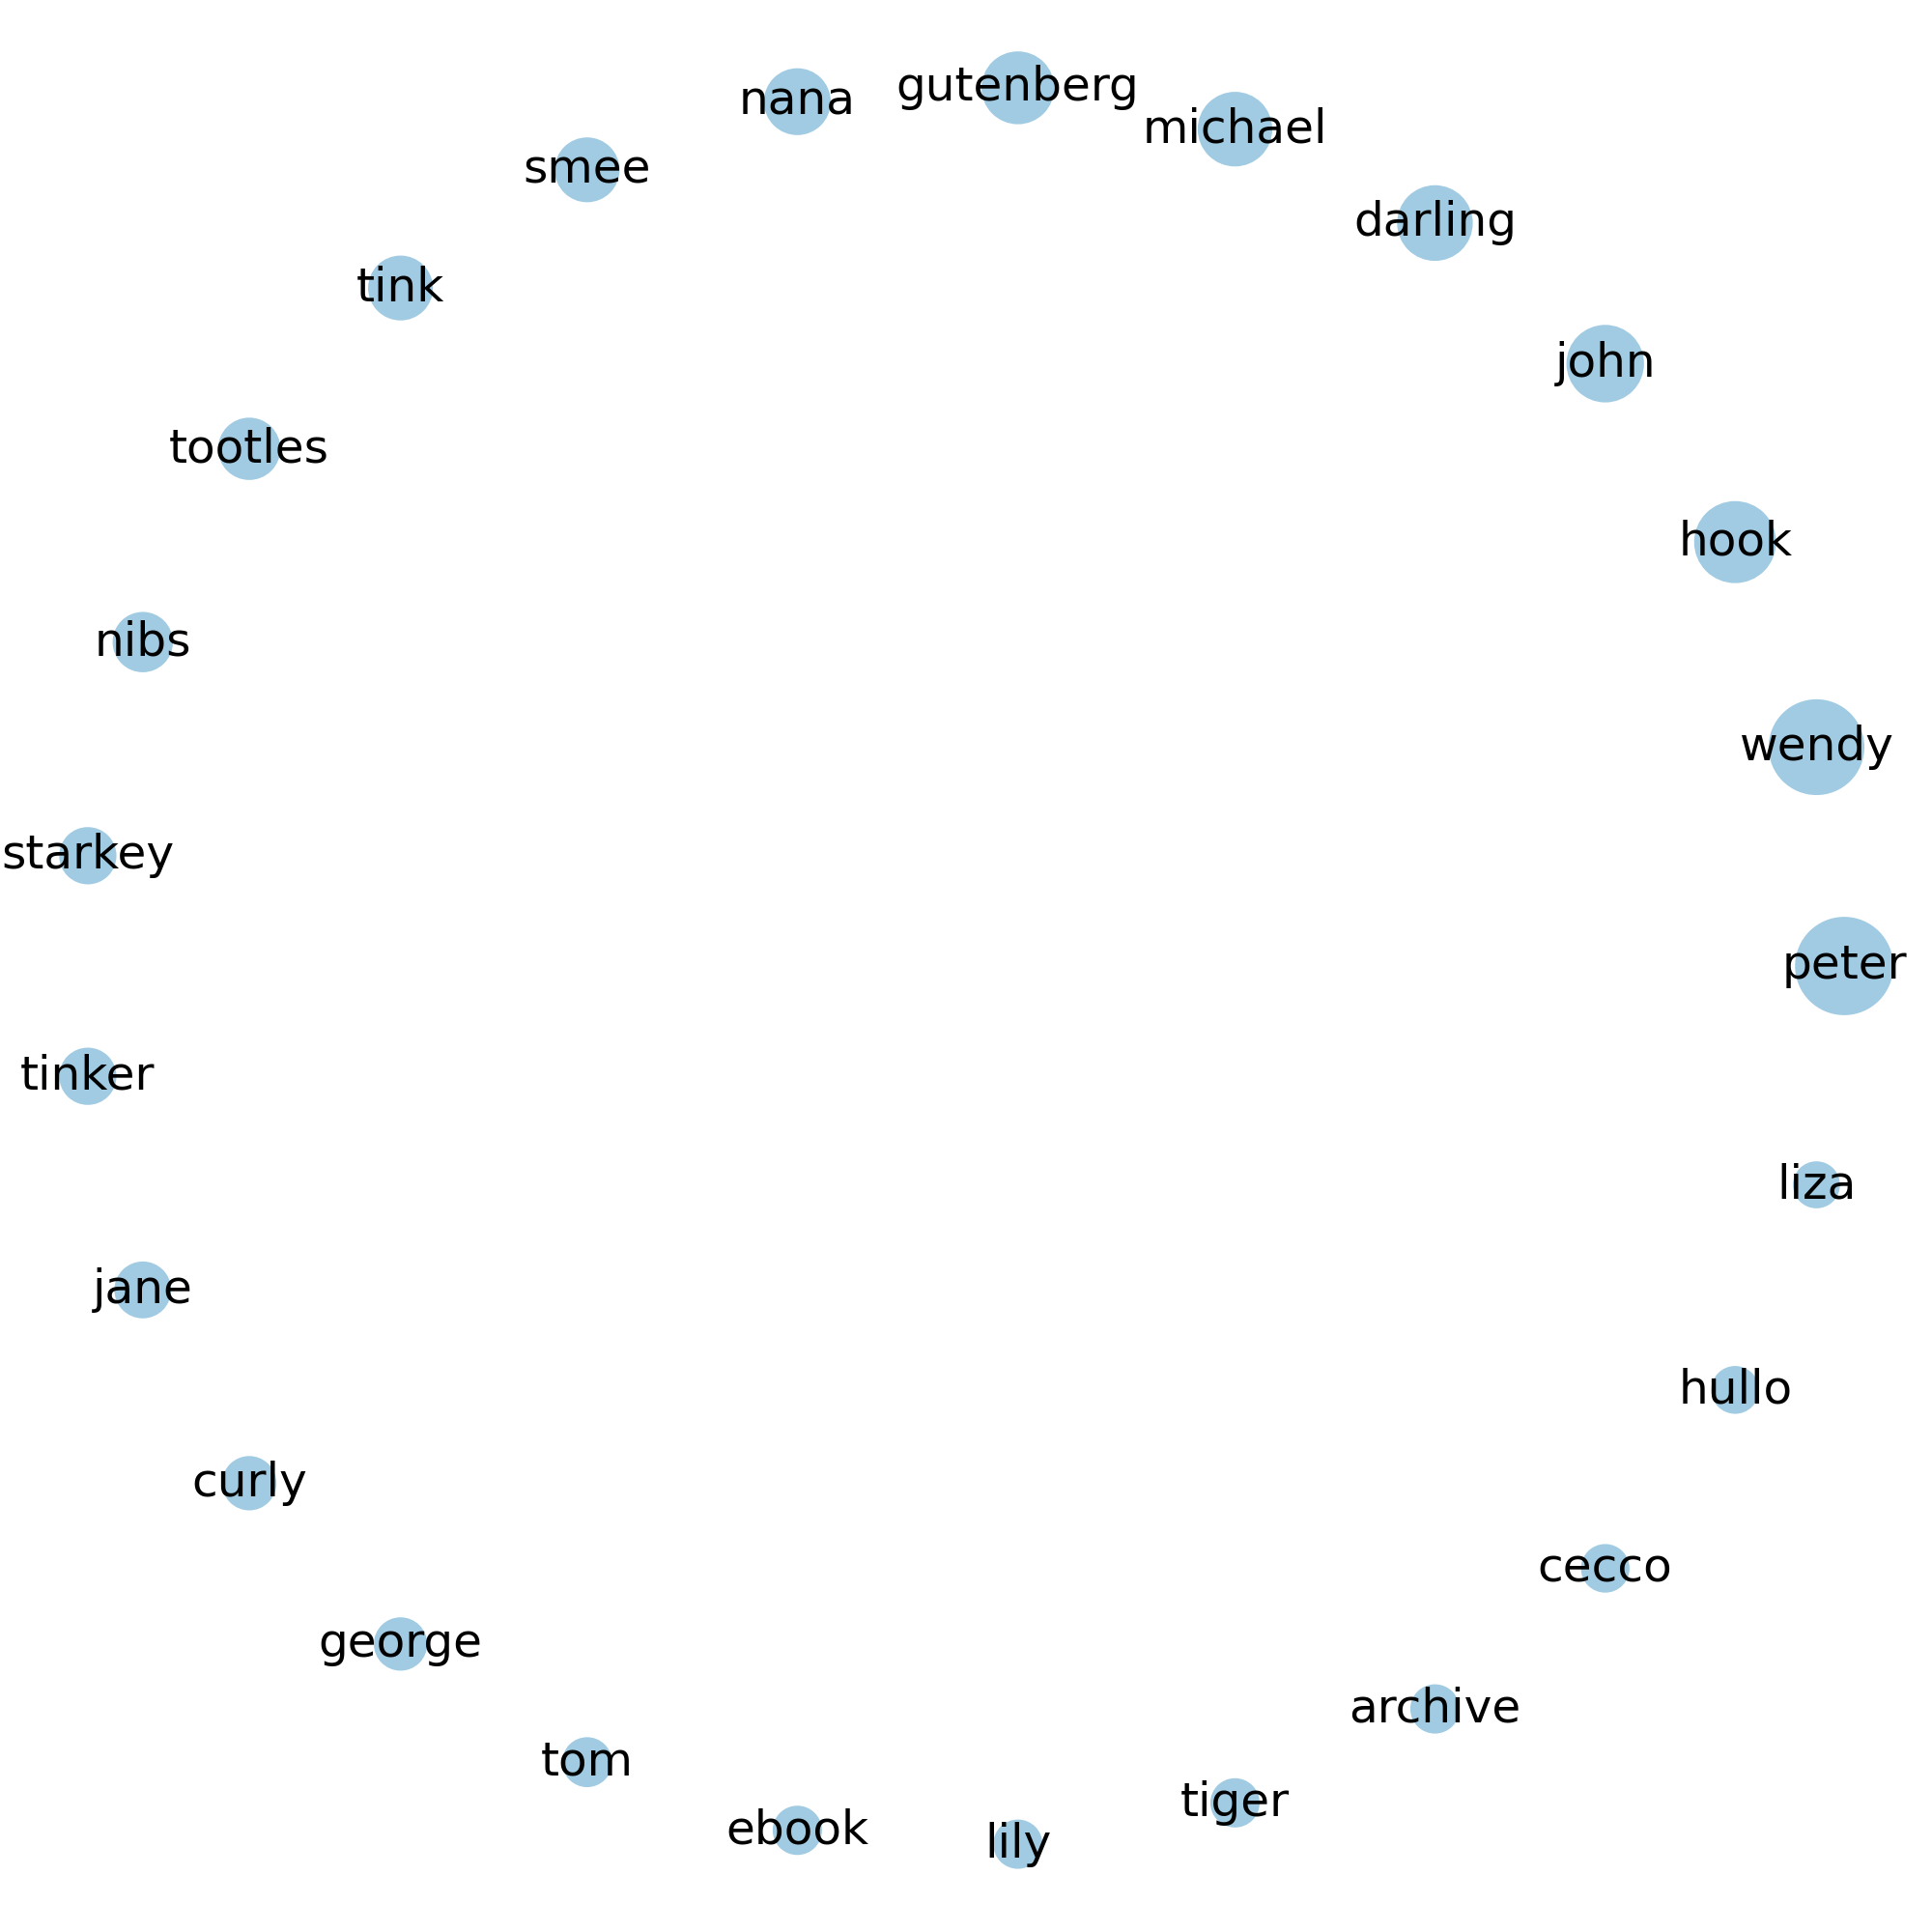 gutenberg
nana
michael
smee
darling
tink
john
tootles
hook
nibs
wendy
starkey
peter
tinker
liza
jane
hullo
curly
cecco
george
archive
tom
tiger
ebook
lily